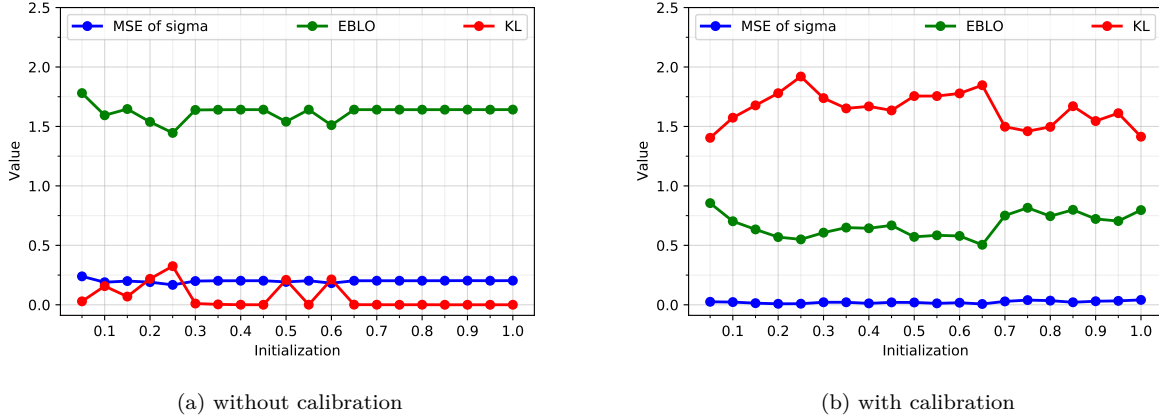 MSE of sigma EBLO KL
2.5
2.0
1.5
1.0
0.5
0.0
Value
0.1 0.2 0.3 0.4 0.5 0.6 0.7 0.8 0.9 1.0
Initialization
(a) without calibration
MSE of sigma EBLO KL
2.5
2.0
1.5
1.0
0.5
0.0
Value
0.1 0.2 0.3 0.4 0.5 0.6 0.7 0.8 0.9 1.0
Initialization
(b) with calibration